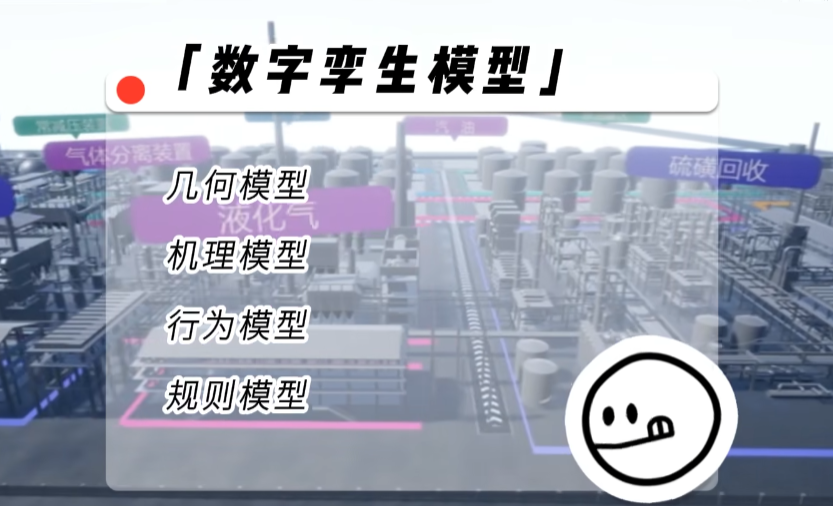 「数字孪生模型」
常减压装置
气体分离装置
汽 油
硫磺回收
液化气
几何模型
机理模型
行为模型
规则模型